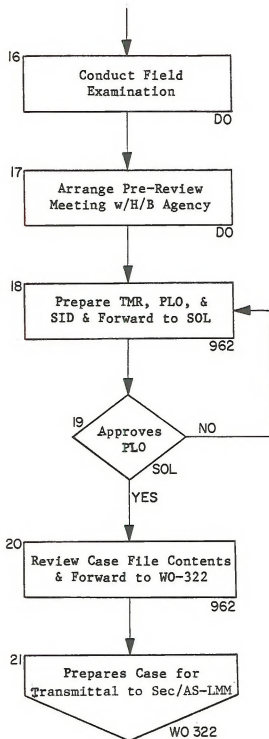 16
Conduct Field
Examination
DO
17
Arrange Pre-Review
Meeting w/H/B Agency
DO
18
Prepare TMR, PLO, &
SID & Forward to SOL
962
19
Approves
PLO
NO
SOL
YES
20
Review Case File Contents
& Forward to WO-322
962
21
Prepares Case for
Transmittal to Sec/AS-LMM
WO 322